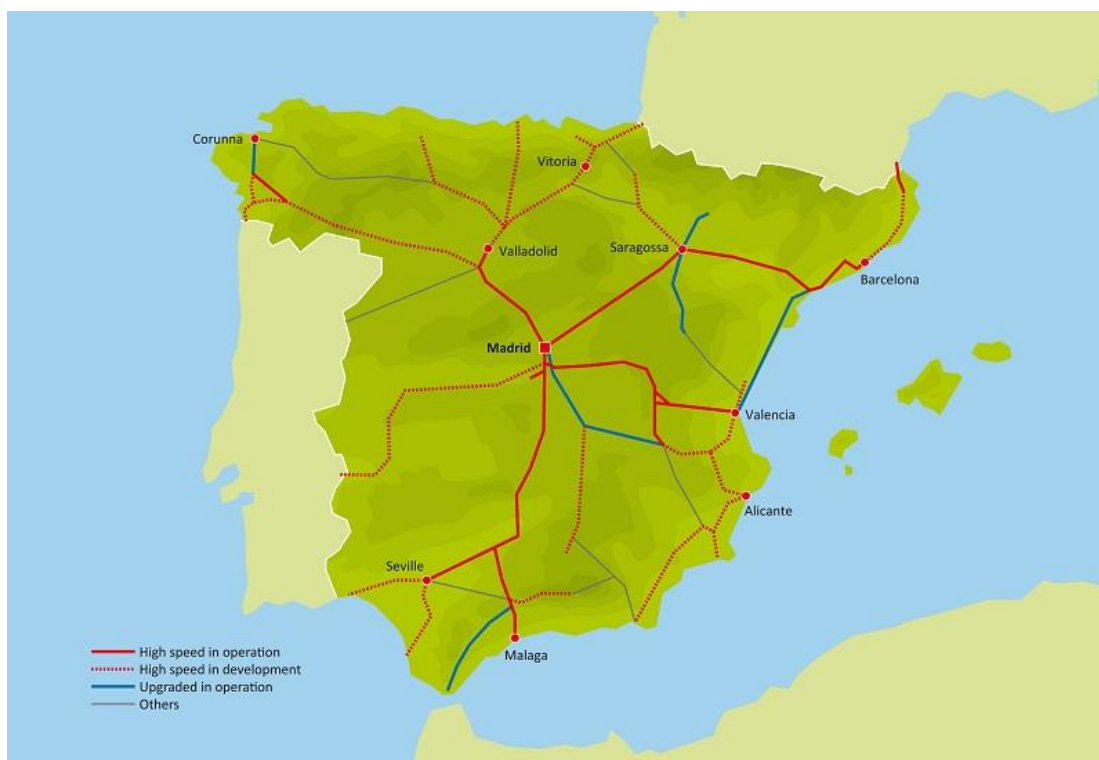 Corunna
Vitoria
Valladolid
Saragossa
Barcelona
Madrid
Valencia
Alicante
Seville
Malaga
High speed in operation
High speed in development
Upgraded in operation
Others